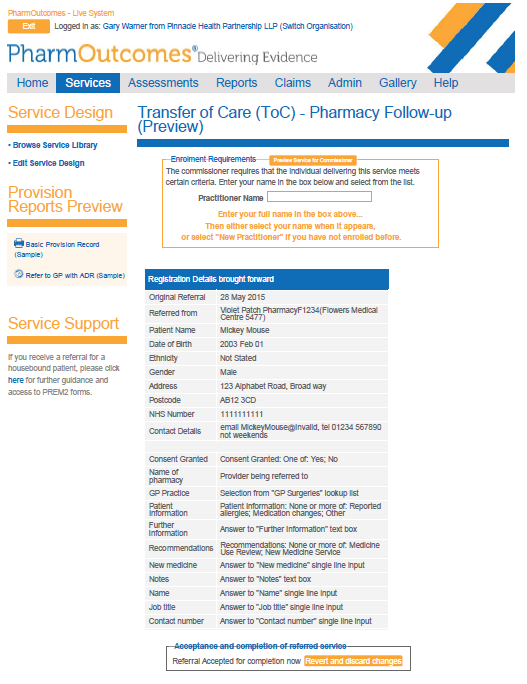 PharmOutcomes - Live System
Exit Logged in as: Gary Warner from Pinnacle Health Partnership LLP (Switch Organisation)
PharmOutcomes® Delivering Evidence
Home Services Assessments Reports Claims Admin Gallery Help
Service Design
• Browse Service Library
• Edit Service Design
Provision
Reports Preview
Basic Provision Record
(Sample)
Refer to GP with ADR (Sample)
Service Support
If you receive a referral for a
housebound patient, please click
here for further guidance and
access to PREM2 forms.
Transfer of Care (ToC) - Pharmacy Follow-up
(Preview)
Enrolment Requirements Preview Service for Commissioner
The commissioner requires that the individual delivering this service meets
certain criteria. Enter your name in the box below and select from the list.
Practitioner Name
Enter your full name in the box above...
Then either select your name when it appears,
or select "New Practitioner" if you have not enrolled before.
Registration Details brought forward
Original Referral 28 May 2015
Referred from Violet Patch PharmacyF1234(Flowers Medical
Centre 5477)
Patient Name Mickey Mouse
Date of Birth 2003 Feb 01
Ethnicity Not Stated
Gender Male
Address 123 Alphabet Road, Broad way
Postcode AB12 3CD
NHS Number 1111111111
Contact Details email MickeyMouse@invalid, tel 01234 567890
not weekends
Consent Granted Consent Granted: One of: Yes; No
Name of
pharmacy Provider being referred to
GP Practice Selection from "GP Surgeries" lookup list
Patient
Information Patient Information: None or more of: Reported
allergies; Medication changes; Other
Further
Information Answer to "Further Information" text box
Recommendations Recommendations: None or more of: Medicine
Use Review; New Medicine Service
New medicine Answer to "New medicine" single line input
Notes Answer to "Notes" text box
Name Answer to "Name" single line input
Job title Answer to "Job title" single line input
Contact number Answer to "Contact number" single line input
Acceptance and completion of referred service
Referral Accepted for completion now Revert and discard changes